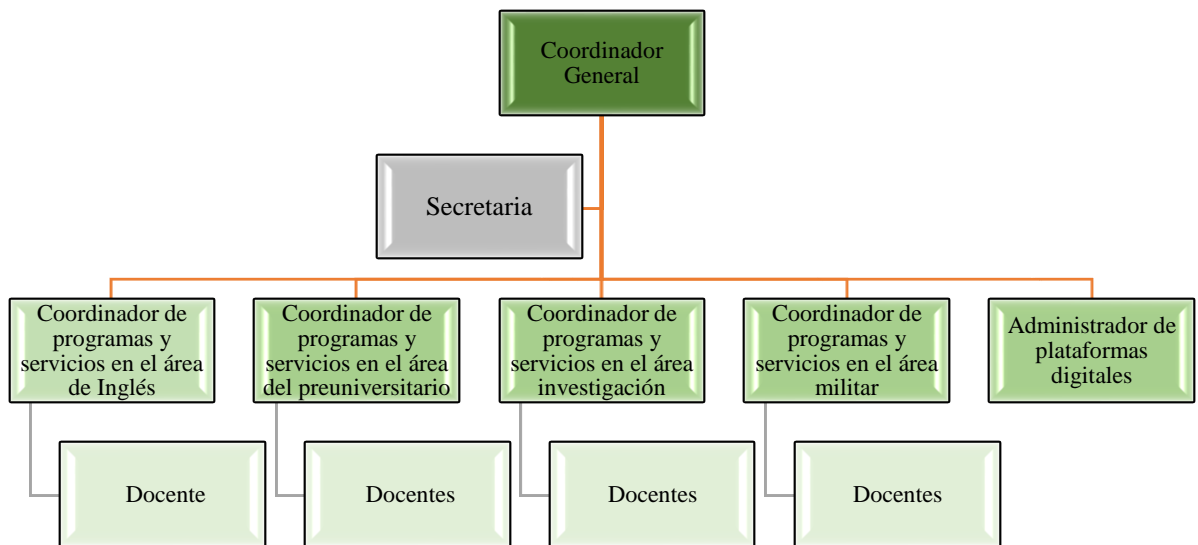 Coordinador
General
Secretaria
Coordinador de
programas y
servicios en el área
de Inglés
Coordinador de
programas y
servicios en el área
del preuniversitario
Coordinador de
programas y
servicios en el área
investigación
Coordinador de
programas y
servicios en el área
militar
Administrador de
plataformas
digitales
Docente
Docentes
Docentes
Docentes